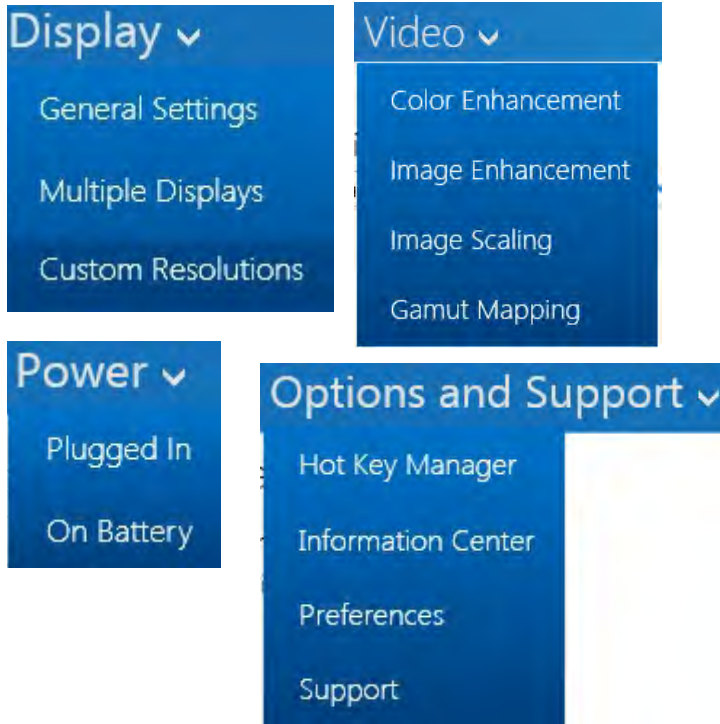 Display
General Settings
Multiple Displays
Custom Resolutions
Video
Color Enhancement
Image Enhancement
Image Scaling
Gamut Mapping
Power
Plugged In
On Battery
Options and Support
Hot Key Manager
Information Center
Preferences
Support